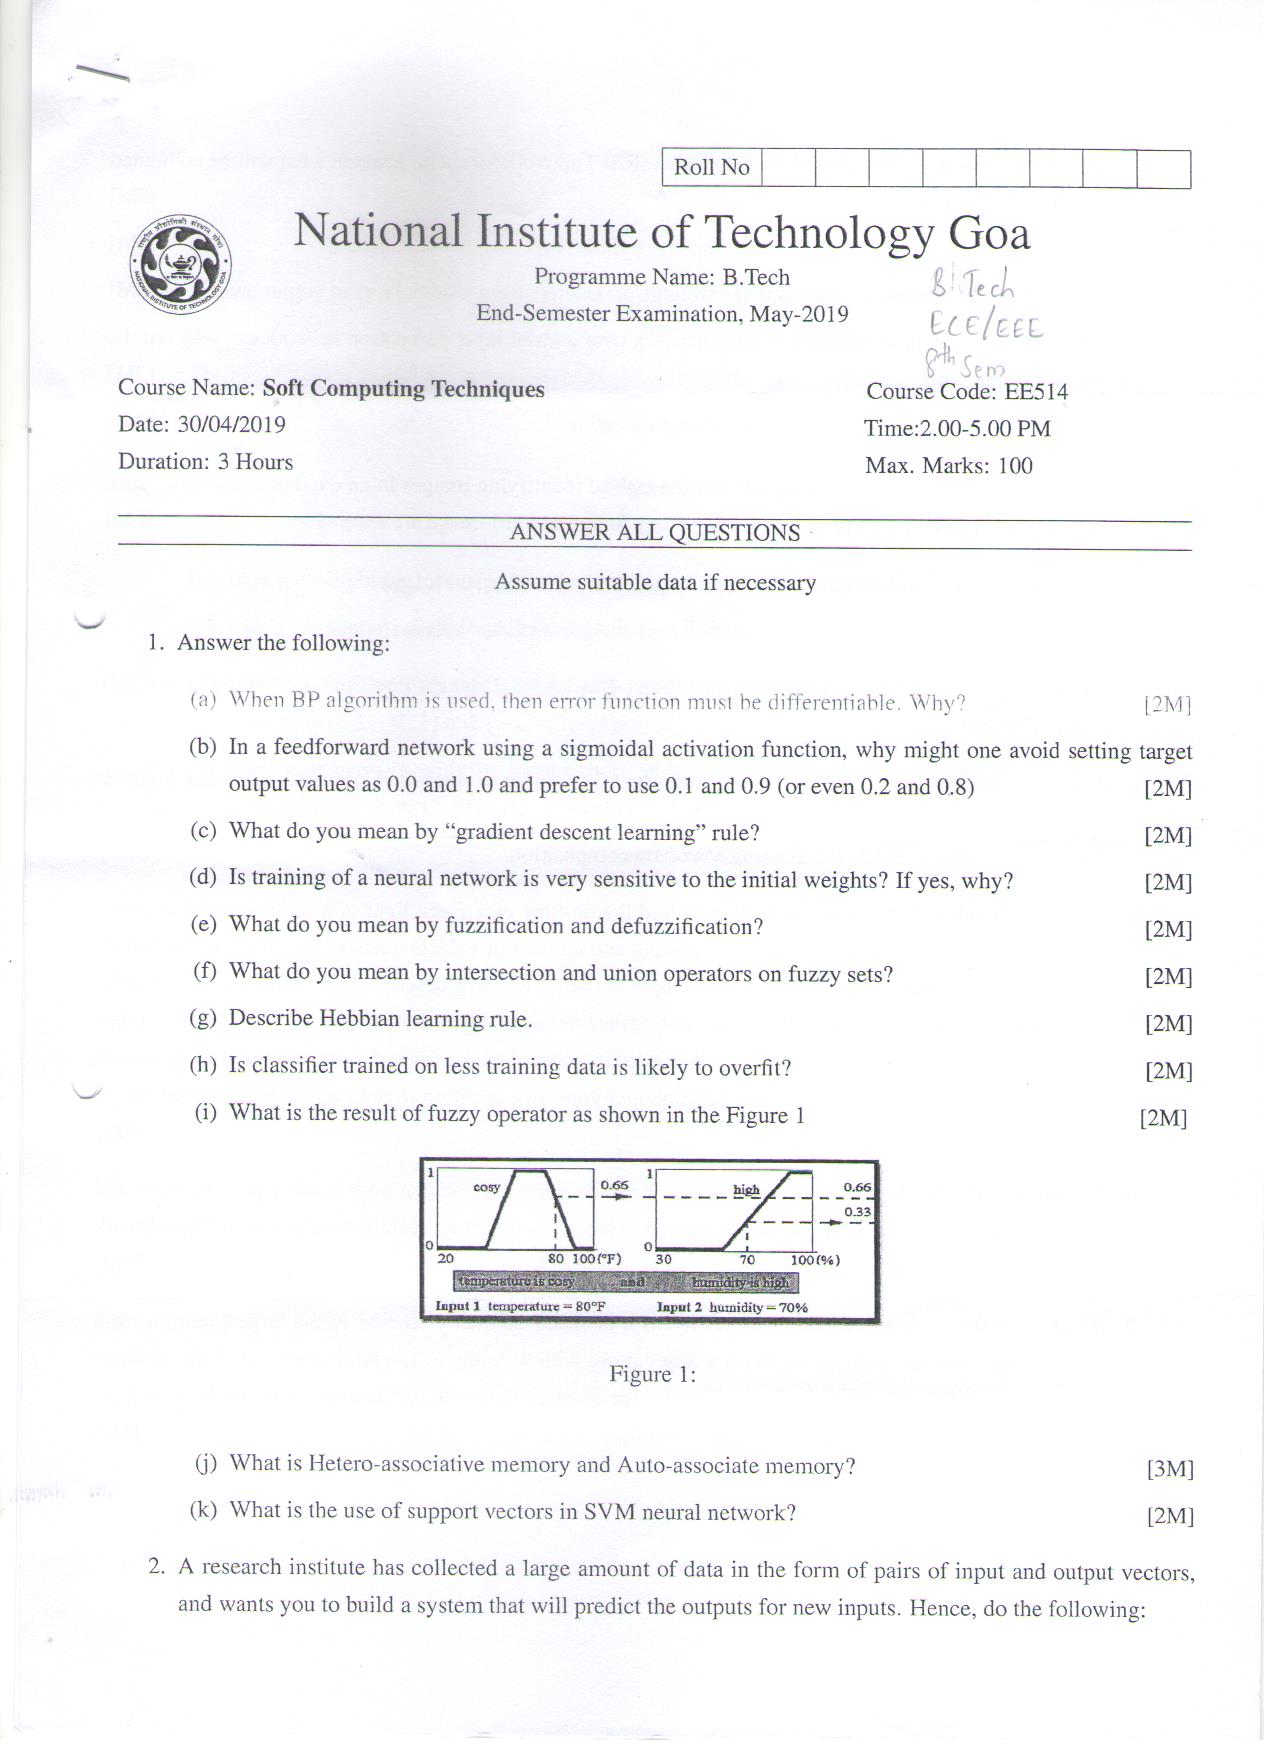 Roll No
National Institute of Technology Goa
Programme Name: B.Tech
B.Tech
End-Semester Examination, May-2019
ECE/EEE
8th Sem
Course Name: Soft Computing Techniques
Course Code: EE514
Date: 30/04/2019
Time:2.00-5.00 PM
Duration: 3 Hours
Max. Marks: 100
ANSWER ALL QUESTIONS
Assume suitable data if necessary
1. Answer the following:
(a) When BP algorithm is used, then error function must be differentiable. Why? [2M]
(b) In a feedforward network using a sigmoidal activation function, why might one avoid setting target
output values as 0.0 and 1.0 and prefer to use 0.1 and 0.9 (or even 0.2 and 0.8) [2M]
(c) What do you mean by “gradient descent learning” rule? [2M]
(d) Is training of a neural network is very sensitive to the initial weights? If yes, why? [2M]
(e) What do you mean by fuzzification and defuzzification? [2M]
(f) What do you mean by intersection and union operators on fuzzy sets? [2M]
(g) Describe Hebbian learning rule. [2M]
(h) Is classifier trained on less training data is likely to overfit? [2M]
(i) What is the result of fuzzy operator as shown in the Figure 1 [2M]
1 cosy 0.66 1 high 0.66
0.33
0 0
20 80 100(°F) 30 70 100(%)
temperature is cosy and humidity is high
Input 1 temperature = 80°F Input 2 humidity = 70%
Figure 1:
(j) What is Hetero-associative memory and Auto-associate memory? [3M]
(k) What is the use of support vectors in SVM neural network? [2M]
2. A research institute has collected a large amount of data in the form of pairs of input and output vectors,
and wants you to build a system that will predict the outputs for new inputs. Hence, do the following: